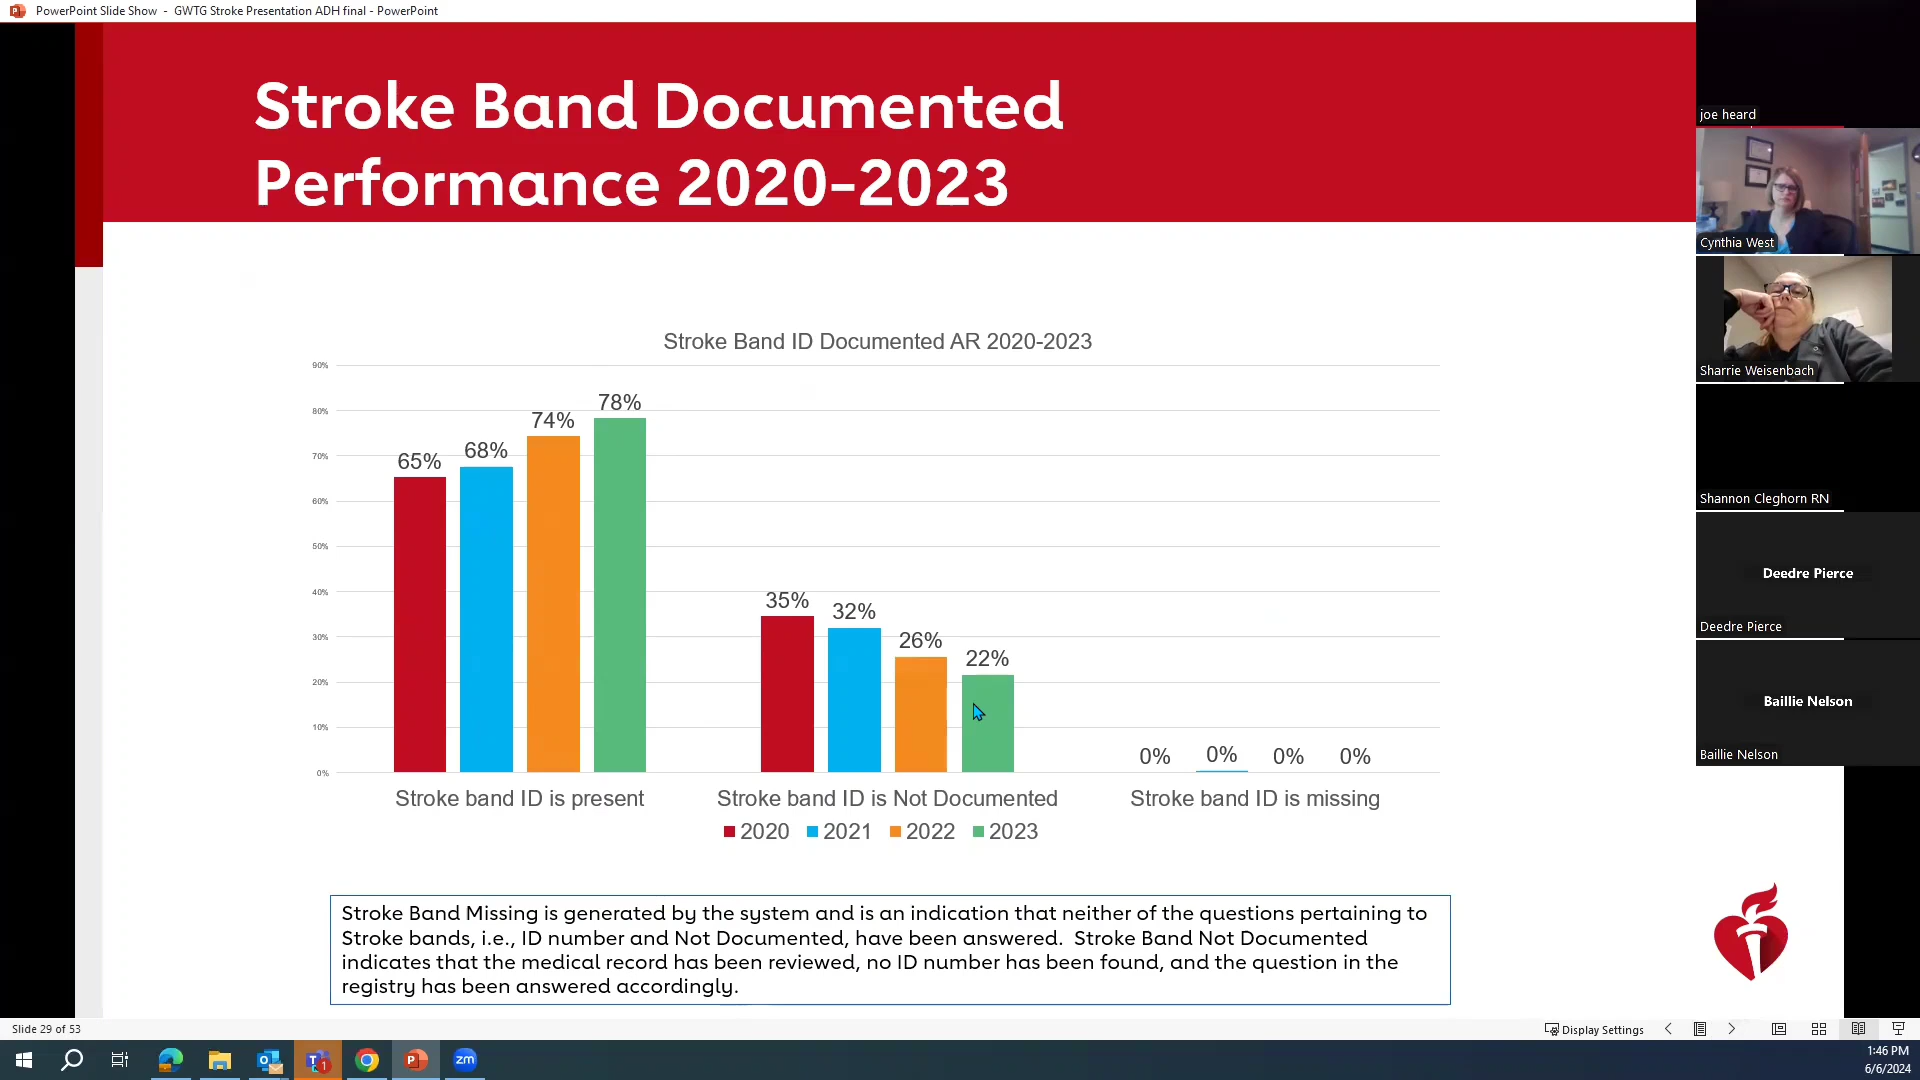 PowerPoint Slide Show - GWTG Stroke Presentation ADH final - PowerPoint
Stroke Band Documented
Performance 2020-2023
Stroke Band ID Documented AR 2020-2023
90%
80%
70%
60%
50%
40%
30%
20%
10%
0%
65%
68%
74%
78%
35%
32%
26%
22%
0%
0%
0%
0%
Stroke band ID is present
Stroke band ID is Not Documented
Stroke band ID is missing
2020 2021 2022 2023
Stroke Band Missing is generated by the system and is an indication that neither of the questions pertaining to
Stroke bands, i.e., ID number and Not Documented, have been answered. Stroke Band Not Documented
indicates that the medical record has been reviewed, no ID number has been found, and the question in the
registry has been answered accordingly.
joe heard
Cynthia West
Sharrie Weisenbach
Shannon Cleghorn RN
Deedre Pierce
Deedre Pierce
Baillie Nelson
Baillie Nelson
Slide 29 of 53
Display Settings
zm
1:46 PM
6/6/2024